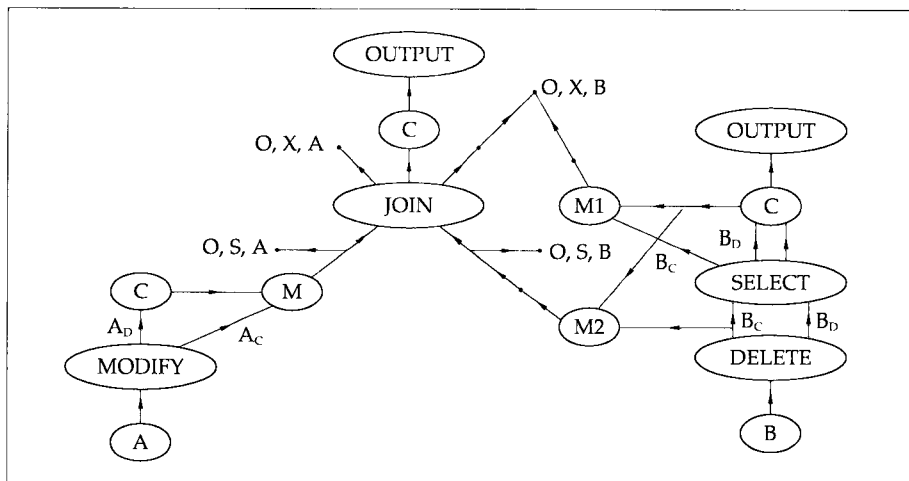 OUTPUT
O, X, B
C
OUTPUT
O, X, A
JOIN
M1
C
O, S, A
O, S, B
B_D
B_C
C
M
SELECT
A_D
A_C
M2
B_C
B_D
MODIFY
DELETE
A
B